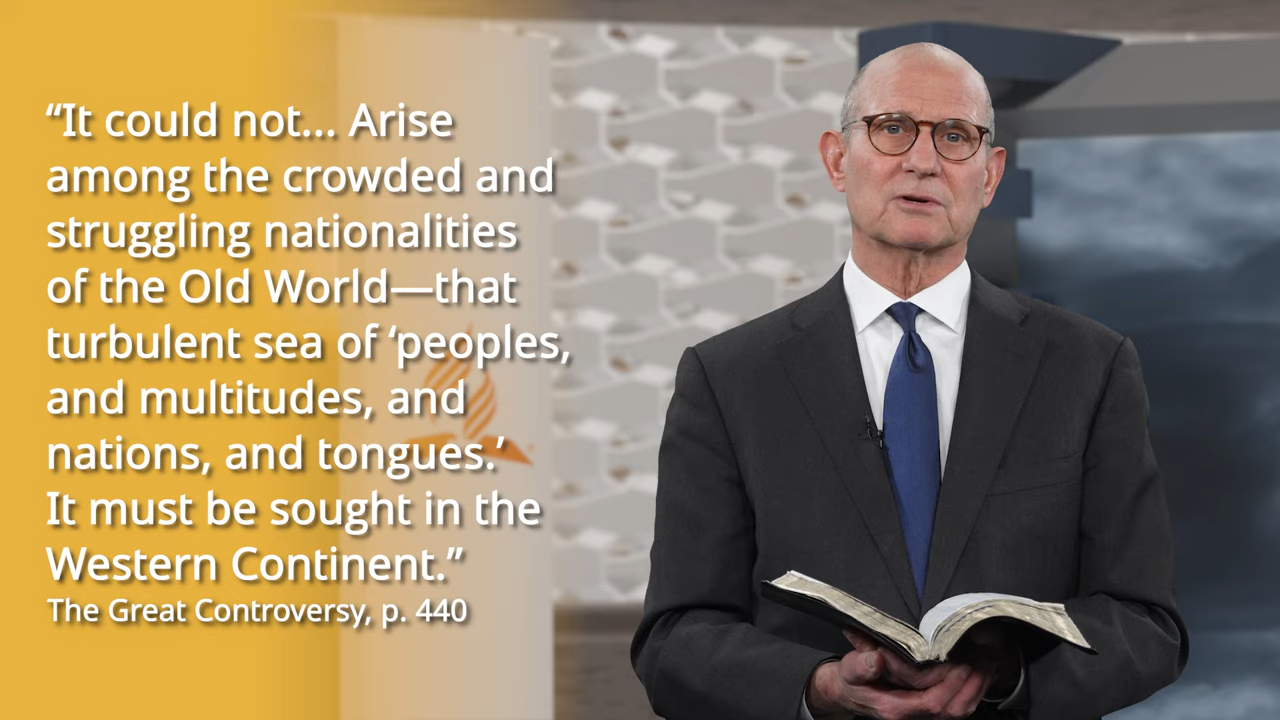 “It could not... Arise
among the crowded and
struggling nationalities
of the Old World—that
turbulent sea of ‘peoples,
and multitudes, and
nations, and tongues.’
It must be sought in the
Western Continent.”
The Great Controversy, p. 440